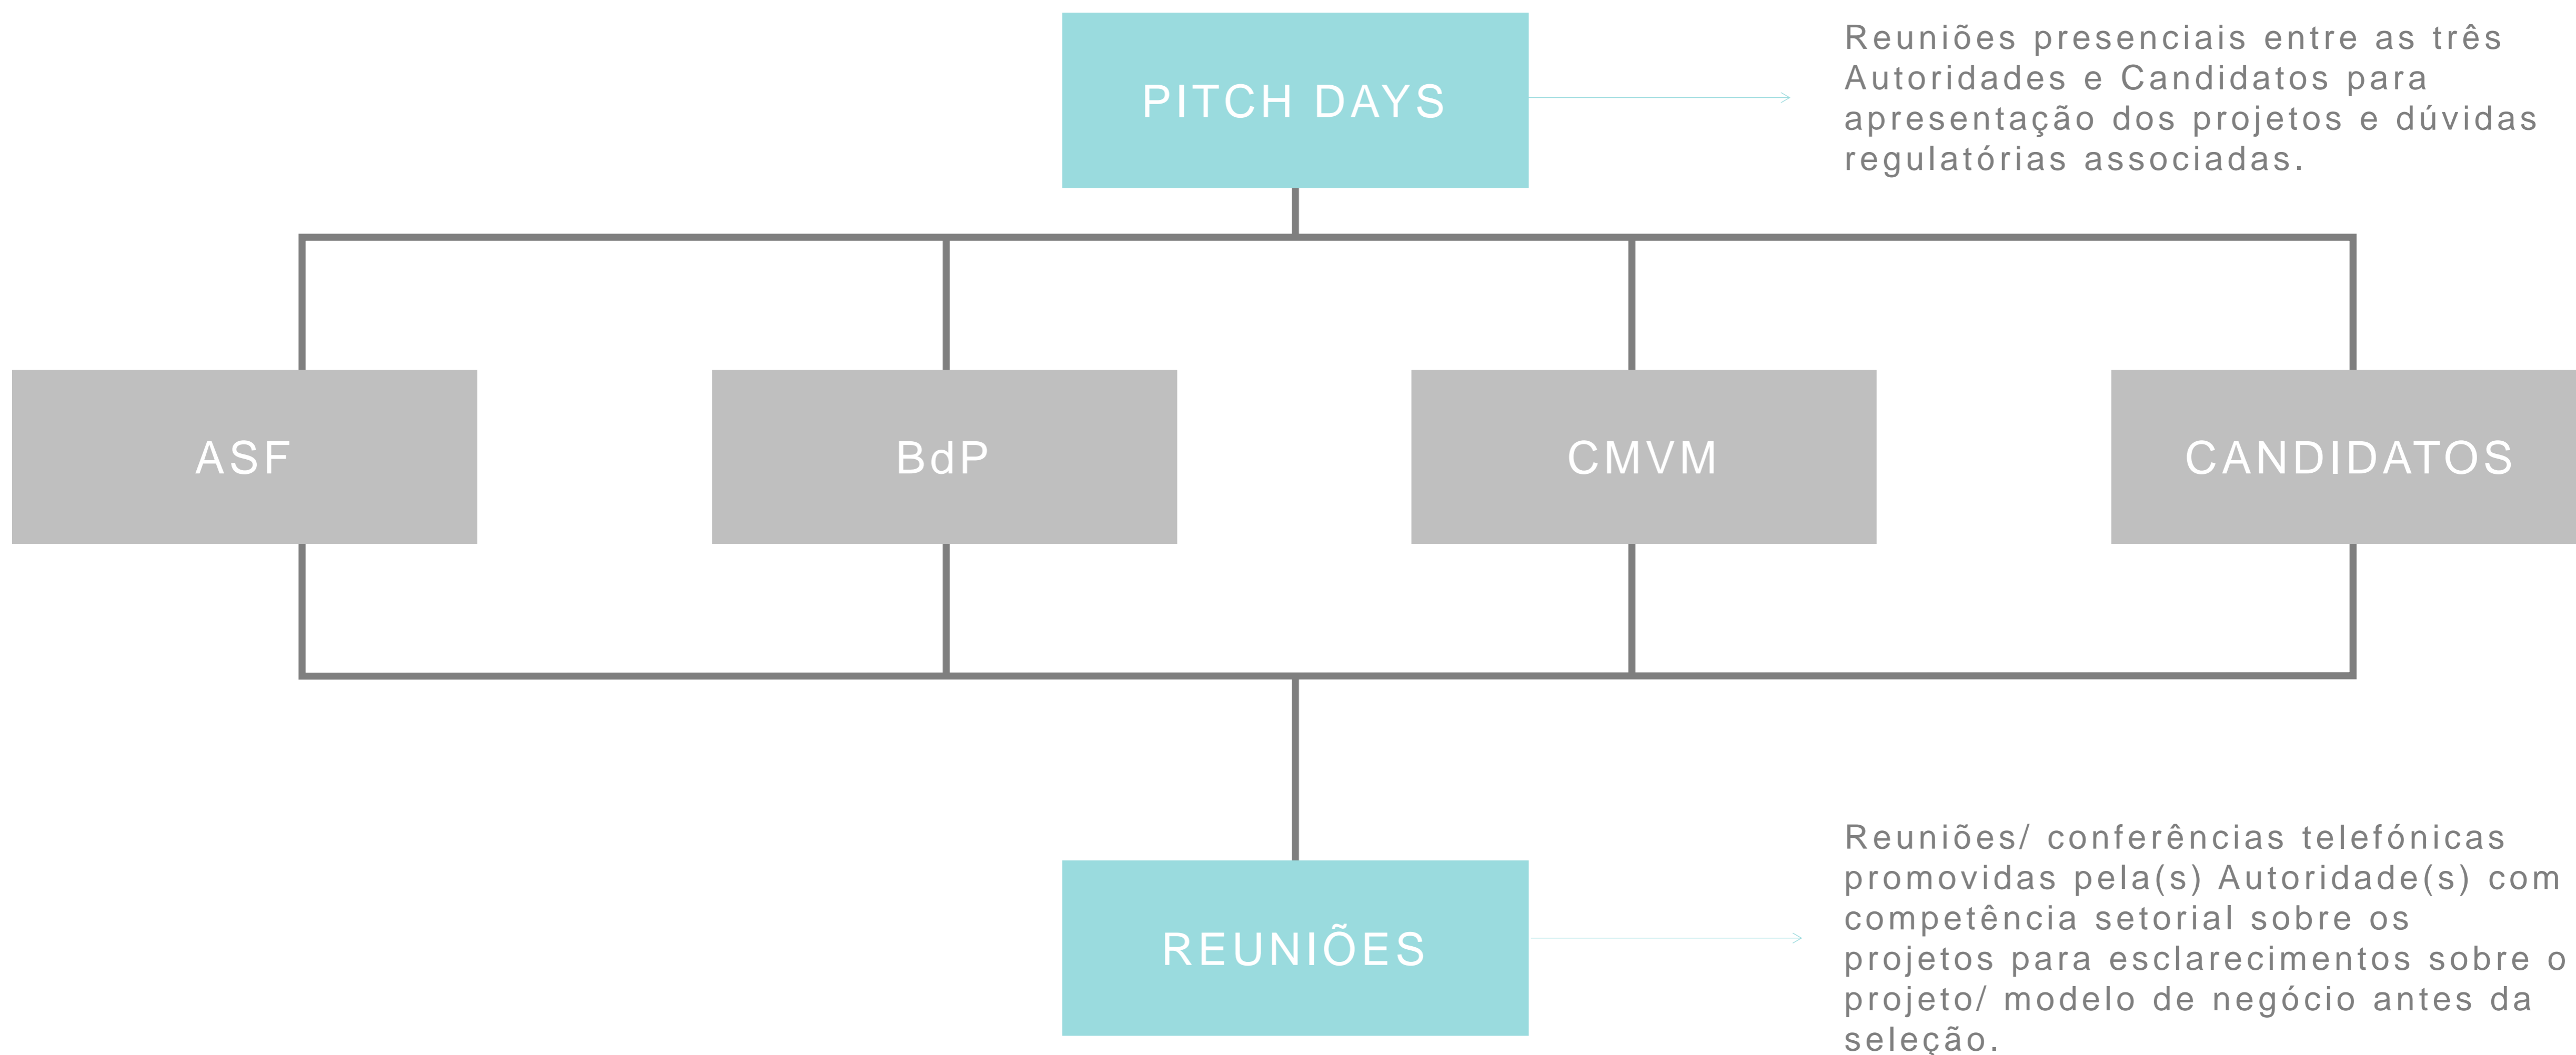 PITCH DAYS
Reuniões presenciais entre as três
Autoridades e Candidatos para
apresentação dos projetos e dúvidas
regulatórias associadas.
ASF
BdP
CMVM
CANDIDATOS
REUNIÕES
Reuniões/ conferências telefónicas
promovidas pela(s) Autoridade(s) com
competência setorial sobre os
projetos para esclarecimentos sobre o
projeto/ modelo de negócio antes da
seleção.